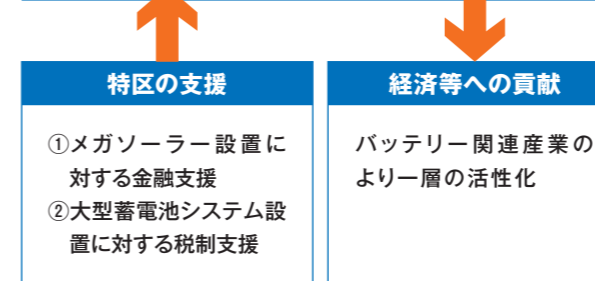 特区の支援
①メガソーラー設置に
対する金融支援
②大型蓄電池システム設
置に対する税制支援
経済等への貢献
バッテリー関連産業の
より一層の活性化